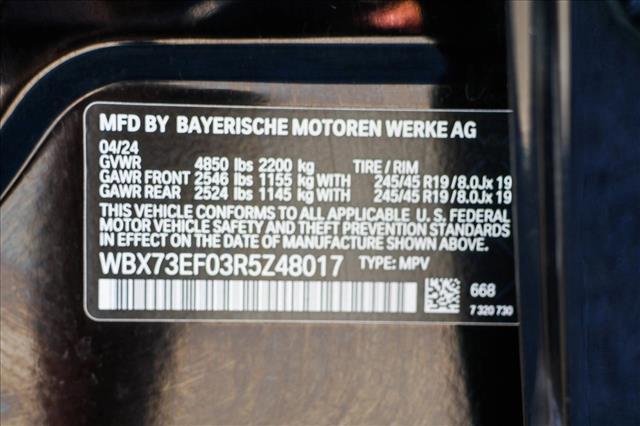 MFD BY BAYERISCHE MOTOREN WERKE AG
04/24
GVWR 4850 lbs 2200 kg TIRE / RIM
GAWR FRONT 2546 lbs 1155 kg WITH 245/45 R19 / 8.0Jx 19
GAWR REAR 2524 lbs 1145 kg WITH 245/45 R19 / 8.0Jx 19
THIS VEHICLE CONFORMS TO ALL APPLICABLE U. S. FEDERAL
MOTOR VEHICLE SAFETY AND THEFT PREVENTION STANDARDS
IN EFFECT ON THE DATE OF MANUFACTURE SHOWN ABOVE.
WBX73EF03R5Z48017 TYPE: MPV
668
7 320 730